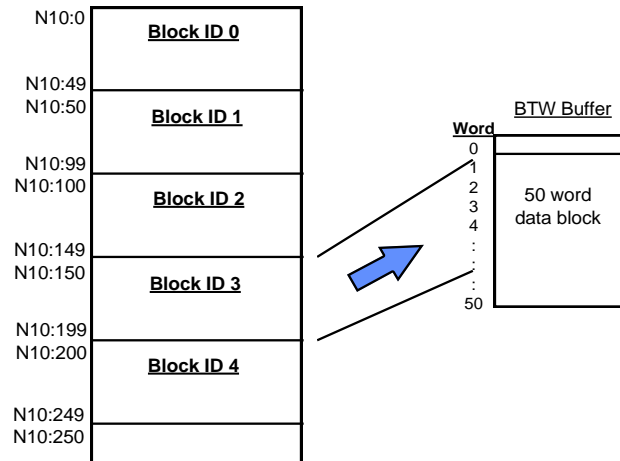 N10:0
Block ID 0
N10:49
N10:50
Block ID 1
N10:99
N10:100
Block ID 2
N10:149
N10:150
Block ID 3
N10:199
N10:200
Block ID 4
N10:249
N10:250
BTW Buffer
Word
0
1
2
3
4
:
:
:
50
50 word
data block